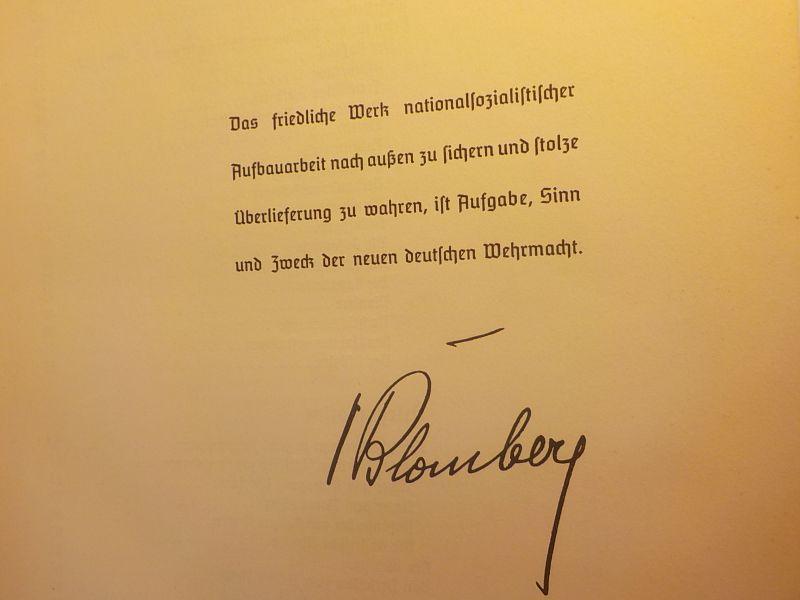 Das friedliche Werk nationalsozialistischer
Aufbauarbeit nach außen zu sichern und stolze
Überlieferung zu wahren, ist Aufgabe, Sinn
und Zweck der neuen deutschen Wehrmacht.
Blomberg